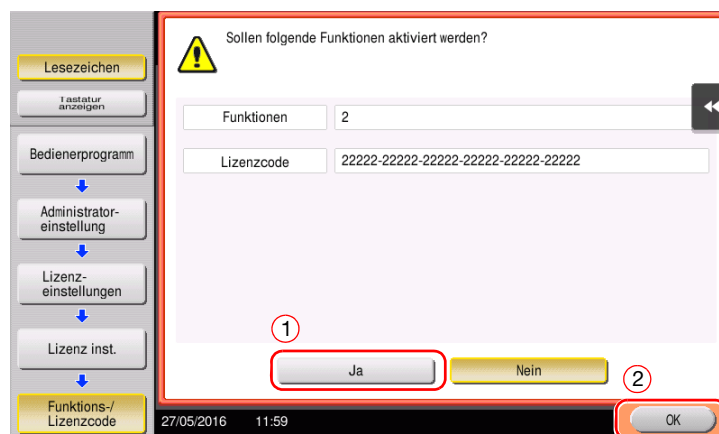 Lesezeichen
Tastatur
anzeigen
Bedienerprogramm
Administrator-
einstellung
Lizenz-
einstellungen
Lizenz inst.
Funktions-/
Lizenzcode
Sollen folgende Funktionen aktiviert werden?
Funktionen 2
Lizenzcode 22222-22222-22222-22222-22222-22222
1
Ja Nein
2
27/05/2016 11:59 OK